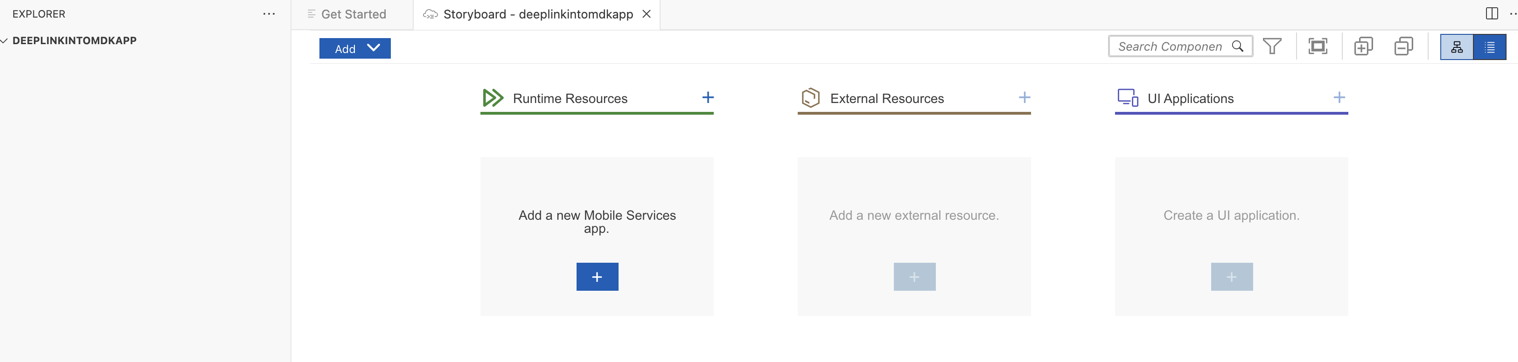 EXPLORER
Get Started
Storyboard - deeplinkintomdkapp
DEEPLINKINTOMDKAPP
Add
Search Componen
Runtime Resources
External Resources
UI Applications
Add a new Mobile Services
app.
Add a new external resource.
Create a UI application.